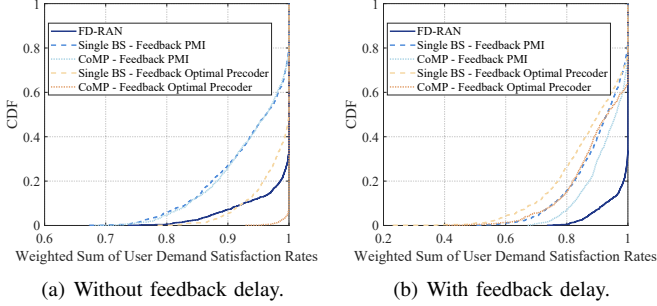 1
0.8
0.6
0.4
0.2
0
CDF
FD-RAN
Single BS - Feedback PMI
CoMP - Feedback PMI
Single BS - Feedback Optimal Precoder
CoMP - Feedback Optimal Precoder
0.6 0.7 0.8 0.9 1
Weighted Sum of User Demand Satisfaction Rates
(a) Without feedback delay.
1
0.8
0.6
0.4
0.2
0
CDF
FD-RAN
Single BS - Feedback PMI
CoMP - Feedback PMI
Single BS - Feedback Optimal Precoder
CoMP - Feedback Optimal Precoder
0.2 0.4 0.6 0.8 1
Weighted Sum of User Demand Satisfaction Rates
(b) With feedback delay.